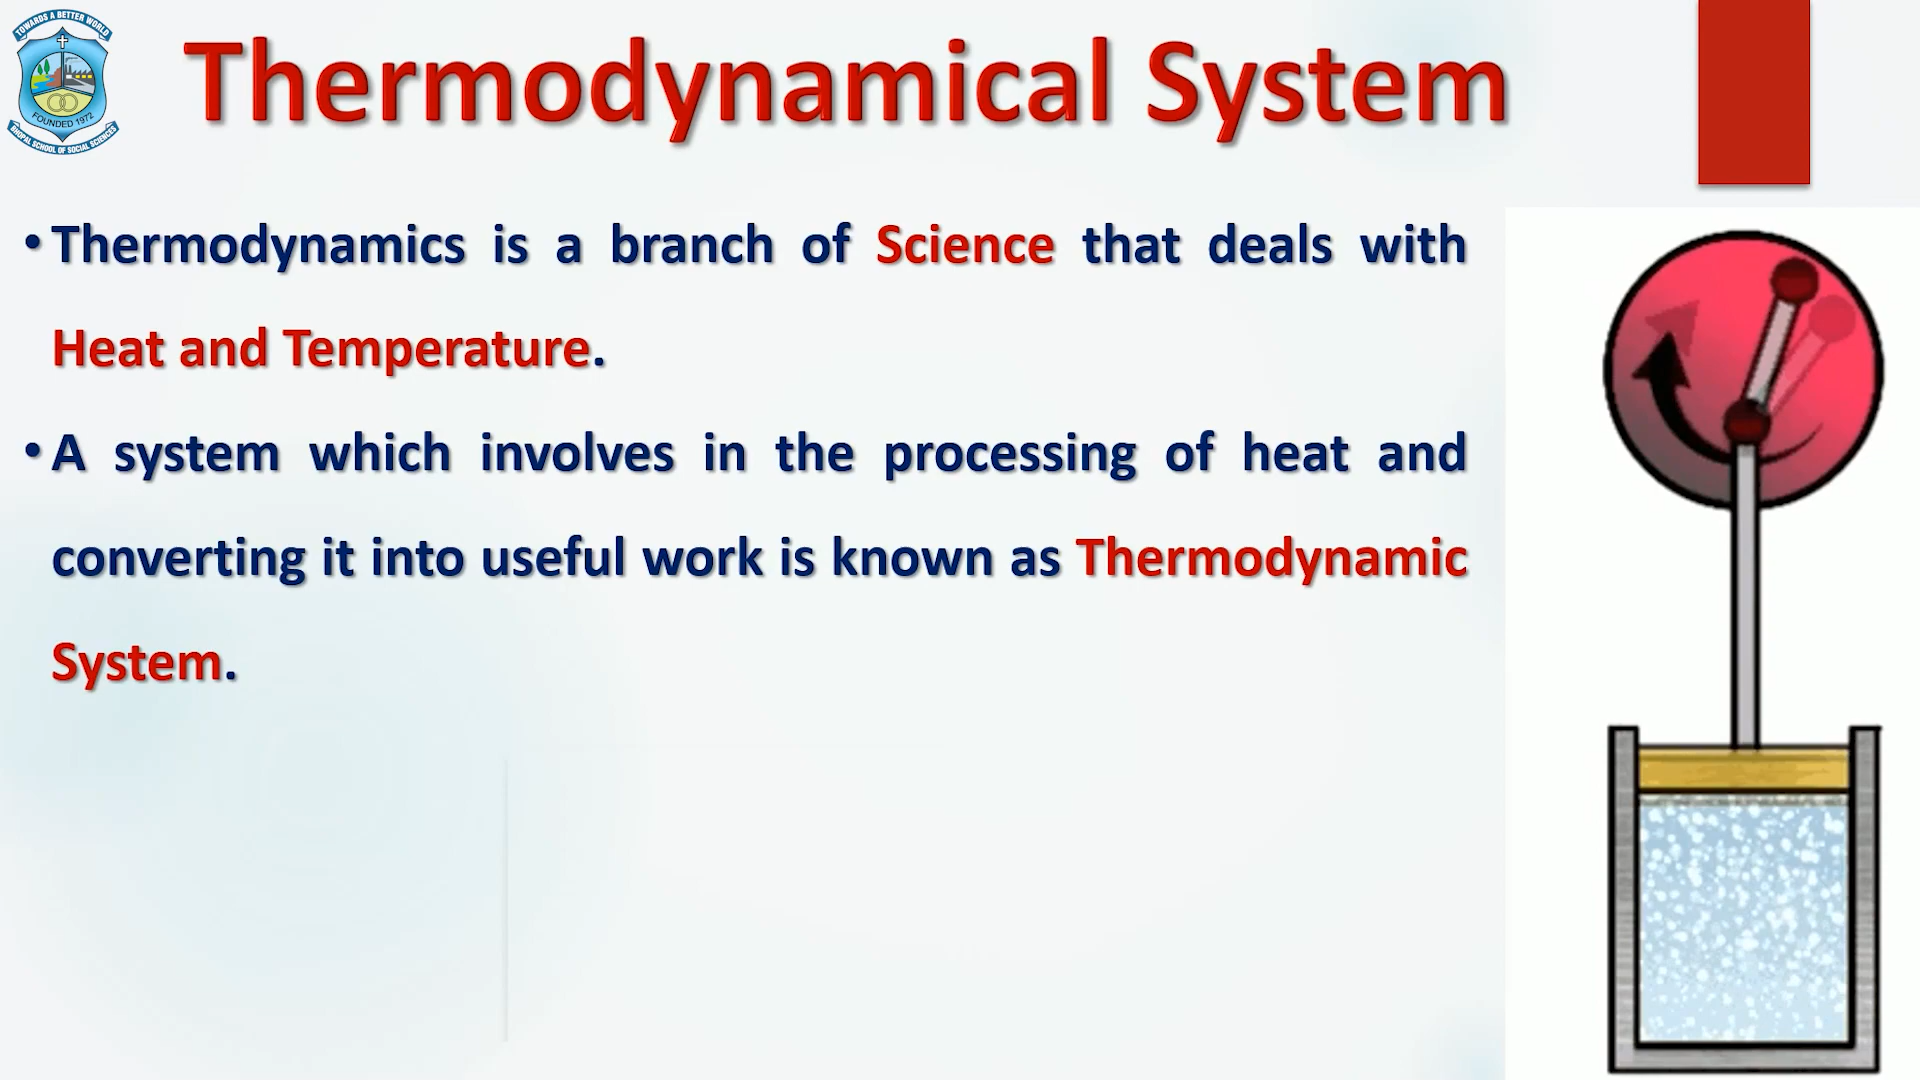 TOWARDS A BETTER WORLD
FOUNDED 1972
BHOPAL SCHOOL OF SOCIAL SCIENCES
Thermodynamical System
• Thermodynamics is a branch of Science that deals with
Heat and Temperature.
• A system which involves in the processing of heat and
converting it into useful work is known as Thermodynamic
System.